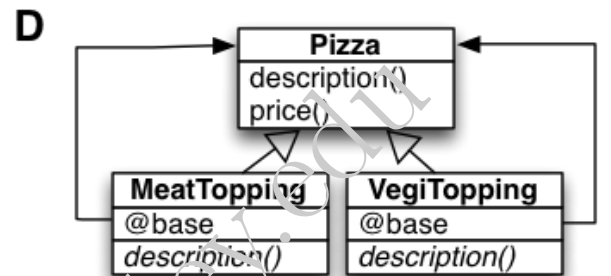 D
Pizza
description()
price()
MeatTopping
@base
description()
VegiTopping
@base
description()